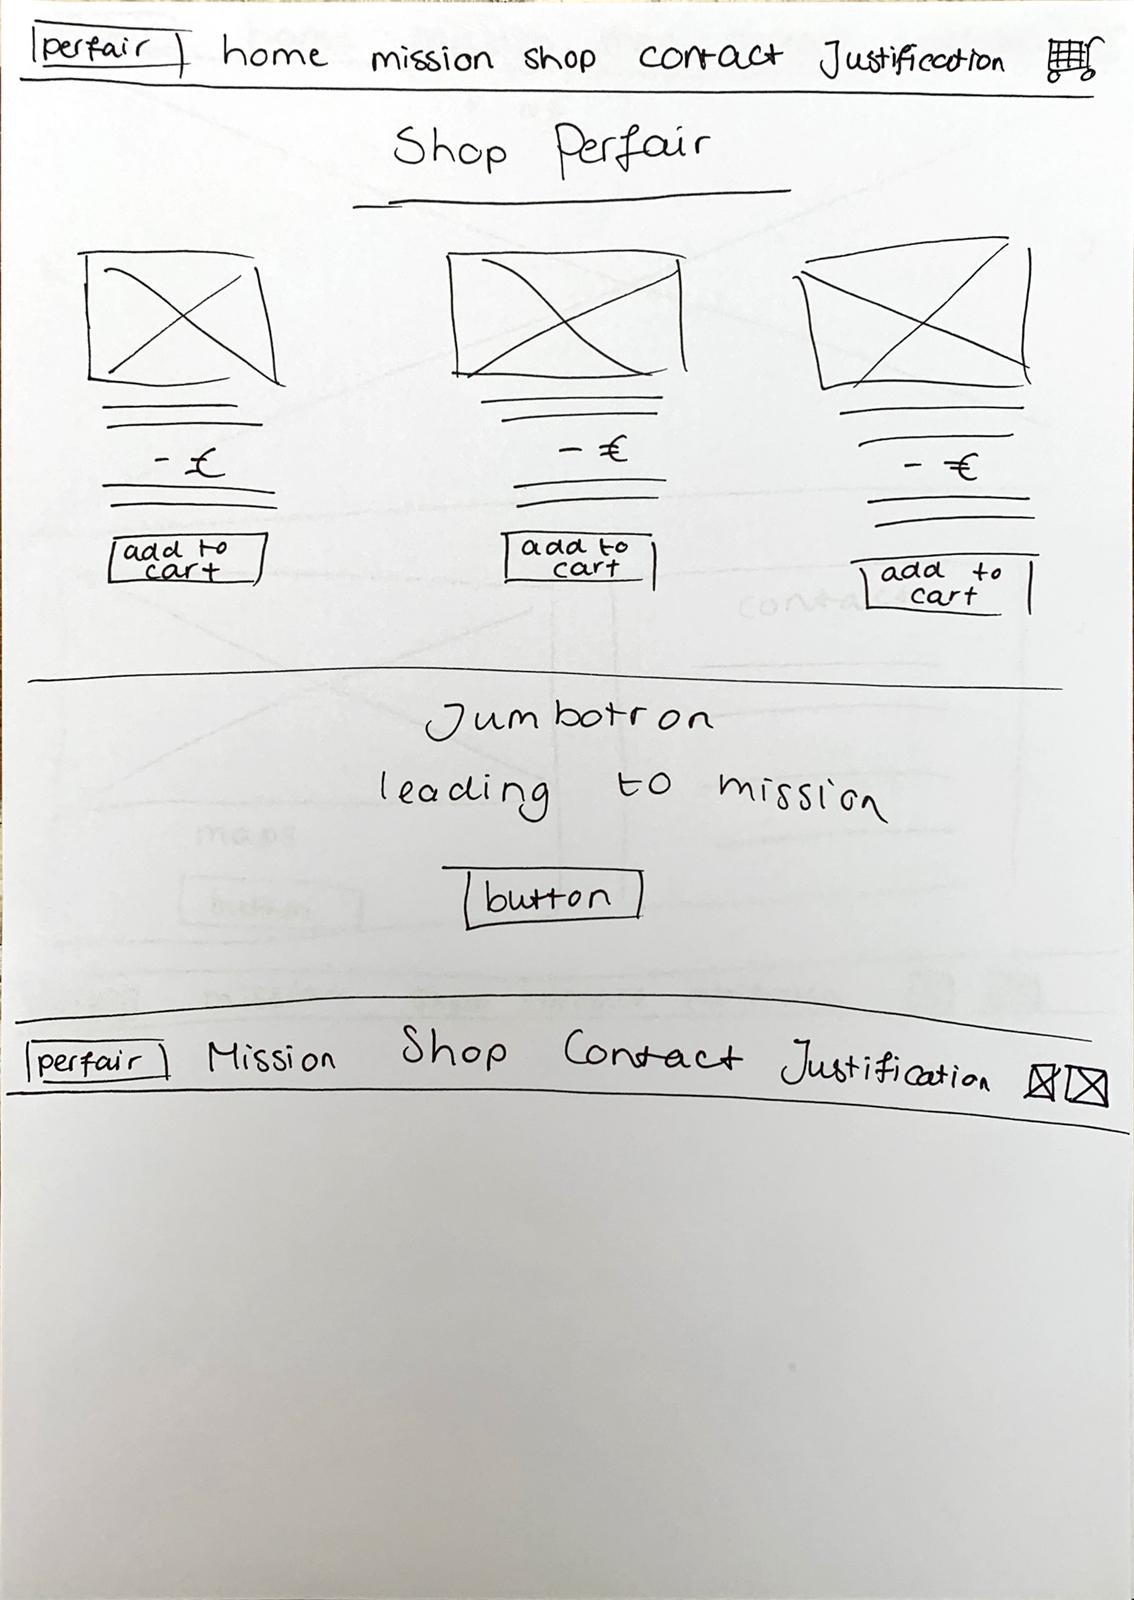 perfair home mission shop contact Justification
Shop Perfair
- € - € - €
add to cart
add to cart
add to cart
Jumbotron
leading to mission
button
perfair Mission Shop Contact Justification